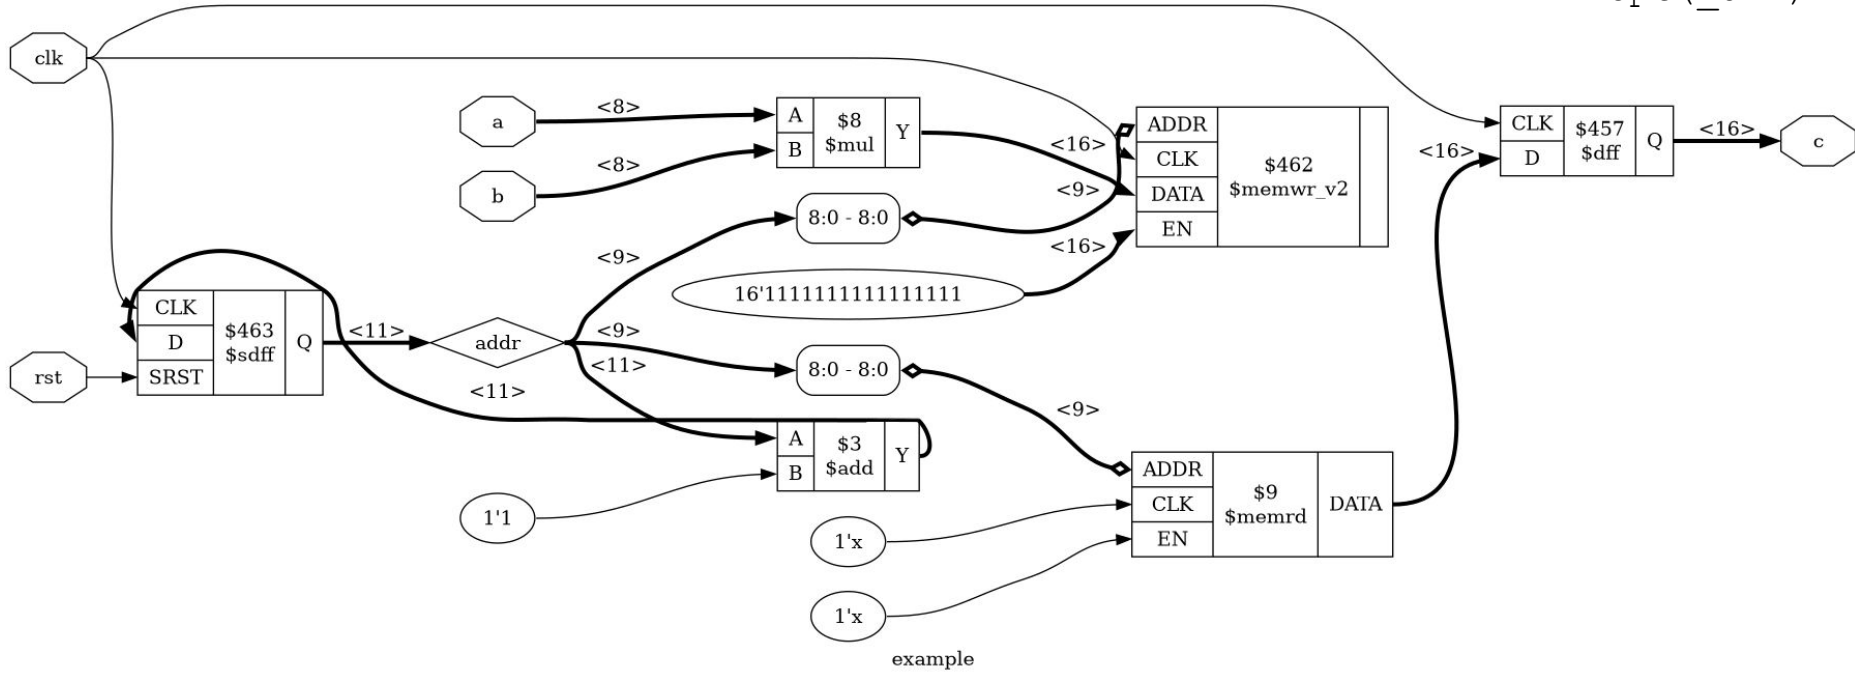 clk
a
b
rst
<8>
<8>
A
B
$8
$mul
Y
<16>
<9>
<16>
ADDR
CLK
DATA
EN
$462
$memwr_v2
<16>
CLK
D
$457
$dff
Q
<16>
c
8:0 - 8:0
<9>
16'1111111111111111
CLK
D
SRST
$463
$sdff
Q
<11>
addr
<9>
<11>
<11>
8:0 - 8:0
<9>
A
B
$3
$add
Y
1'1
ADDR
CLK
EN
$9
$memrd
DATA
1'x
1'x
example